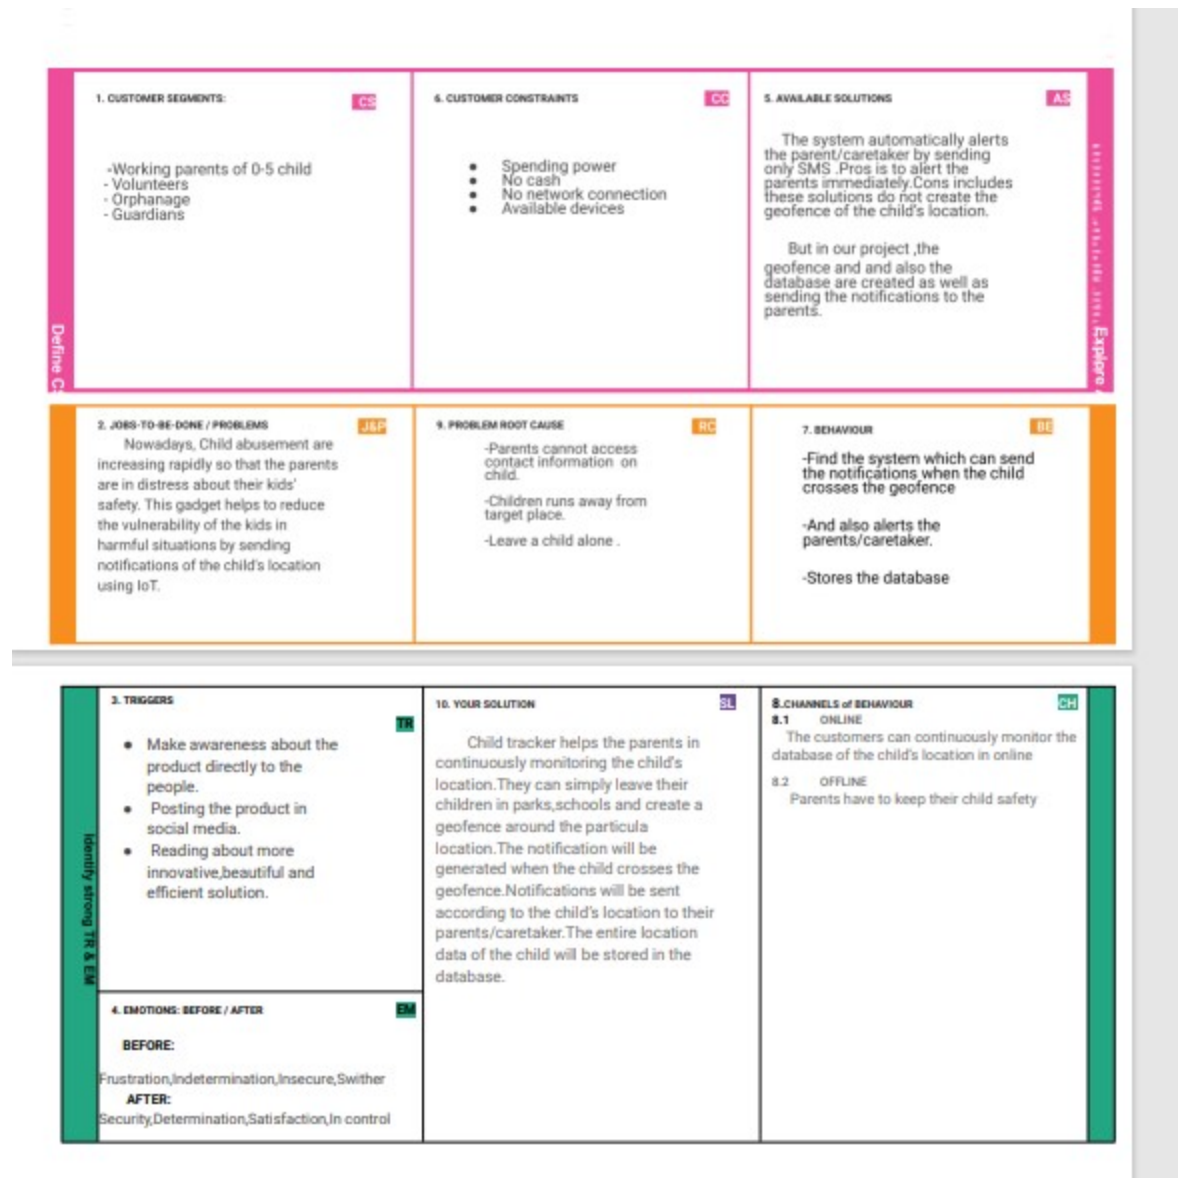 1. CUSTOMER SEGMENTS:
CS
-Working parents of 0-5 child
- Volunteers
- Orphanage
- Guardians
6. CUSTOMER CONSTRAINTS
CC
● Spending power
● No cash
● No network connection
● Available devices
5. AVAILABLE SOLUTIONS
AS
The system automatically alerts
the parent/caretaker by sending
only SMS .Pros is to alert the
parents immediately.Cons includes
these solutions do not create the
geofence of the child's location.
But in our project ,the
geofence and and also the
database are created as well as
sending the notifications to the
parents.
Define CS
Explore
2. JOBS-TO-BE-DONE / PROBLEMS
J&P
Nowadays, Child abusement are
increasing rapidly so that the parents
are in distress about their kids'
safety. This gadget helps to reduce
the vulnerability of the kids in
harmful situations by sending
notifications of the child's location
using IoT.
9. PROBLEM ROOT CAUSE
RC
-Parents cannot access
contact information on
child.
-Children runs away from
target place.
-Leave a child alone .
7. BEHAVIOUR
BE
-Find the system which can send
the notifications when the child
crosses the geofence
-And also alerts the
parents/caretaker.
-Stores the database
3. TRIGGERS
TR
● Make awareness about the
product directly to the
people.
● Posting the product in
social media.
● Reading about more
innovative,beautiful and
efficient solution.
Identify strong TR & EM
4. EMOTIONS: BEFORE / AFTER
EM
BEFORE:
Frustration,Indetermination,Insecure,Swither
AFTER:
Security,Determination,Satisfaction,In control
10. YOUR SOLUTION
SL
Child tracker helps the parents in
continuously monitoring the child's
location.They can simply leave their
children in parks,schools and create a
geofence around the particula
location.The notification will be
generated when the child crosses the
geofence.Notifications will be sent
according to the child's location to their
parents/caretaker.The entire location
data of the child will be stored in the
database.
8.CHANNELS of BEHAVIOUR
CH
8.1 ONLINE
The customers can continuously monitor the
database of the child's location in online
8.2 OFFLINE
Parents have to keep their child safety